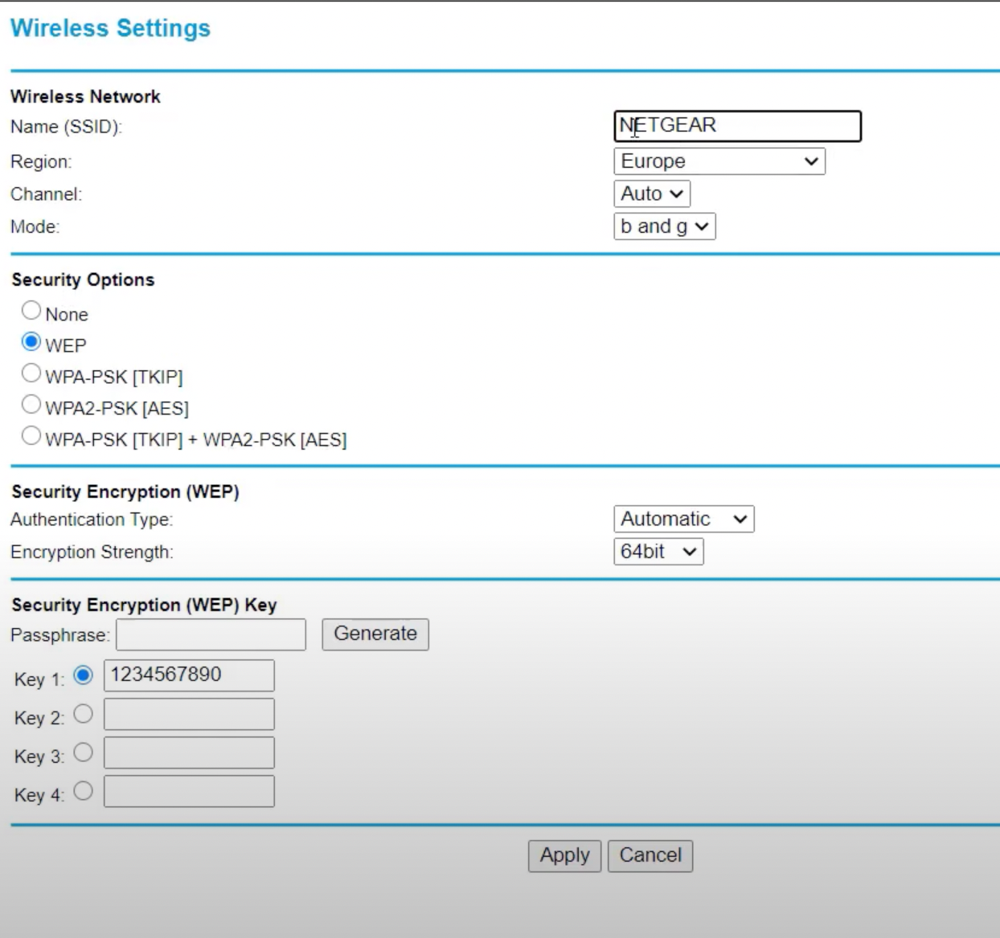 Wireless Settings
Wireless Network
Name (SSID): NETGEAR
Region: Europe
Channel: Auto
Mode: b and g
Security Options
None
WEP
WPA-PSK [TKIP]
WPA2-PSK [AES]
WPA-PSK [TKIP] + WPA2-PSK [AES]
Security Encryption (WEP)
Authentication Type: Automatic
Encryption Strength: 64bit
Security Encryption (WEP) Key
Passphrase: Generate
Key 1: 1234567890
Key 2:
Key 3:
Key 4:
Apply Cancel